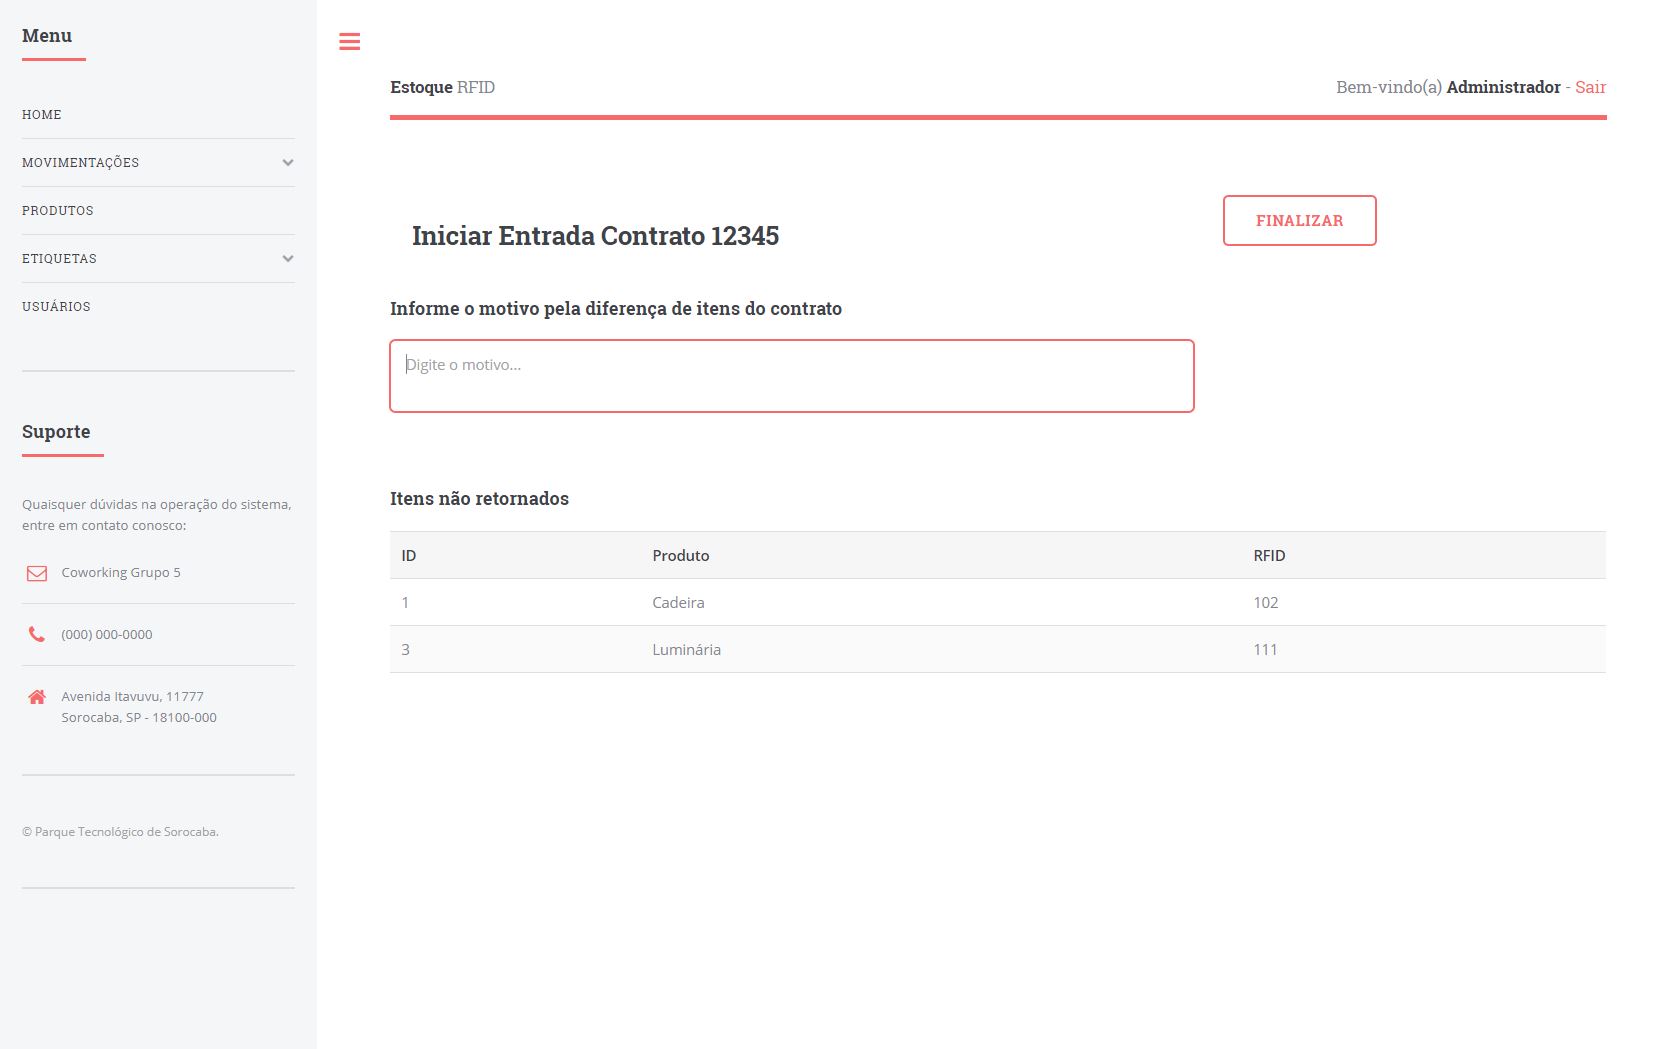 Menu
HOME
MOVIMENTAÇÕES
PRODUTOS
ETIQUETAS
USUÁRIOS
Suporte
Quaisquer dúvidas na operação do sistema,
entre em contato conosco:
Coworking Grupo 5
(000) 000-0000
Avenida Itavuvu, 11777
Sorocaba, SP - 18100-000
© Parque Tecnológico de Sorocaba.
Estoque RFID
Bem-vindo(a) Administrador - Sair
Iniciar Entrada Contrato 12345
FINALIZAR
Informe o motivo pela diferença de itens do contrato
Digite o motivo...
Itens não retornados
ID Produto RFID
1 Cadeira 102
3 Luminária 111